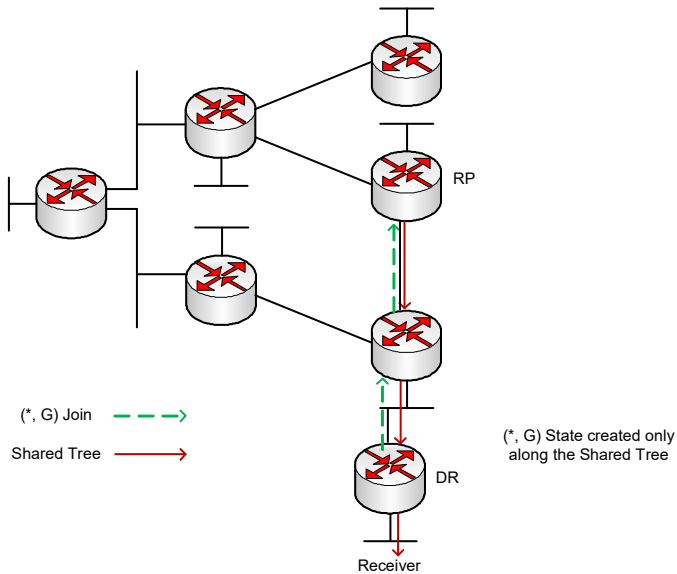 RP
(*, G) Join
Shared Tree
(*, G) State created only
along the Shared Tree
DR
Receiver